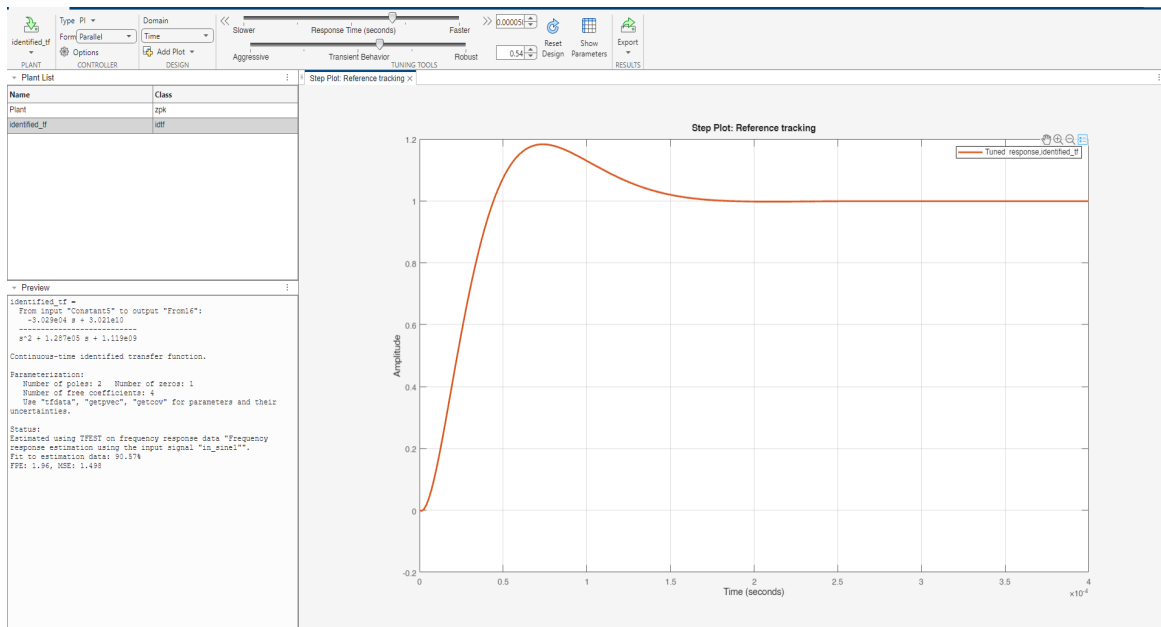 Type PI
Form Parallel
Options
identified_tf
PLANT
CONTROLLER
Domain
Time
Add Plot
DESIGN
Slower
Response Time (seconds)
Faster
0.000050
Aggressive
Transient Behavior
Robust
0.54
TUNING TOOLS
Reset
Design
Show
Parameters
Export
RESULTS
Plant List
Name Class
Plant zpk
identified_tf idtf
Preview
identified_tf =
From input "Constant5" to output "From16":
-3.029e04 s + 3.021e10
---------------------------
s^2 + 1.287e05 s + 1.119e09
Continuous-time identified transfer function.
Parameterization:
Number of poles: 2 Number of zeros: 1
Number of free coefficients: 4
Use "tfdata", "getpvec", "getcov" for parameters and their
uncertainties.
Status:
Estimated using TFEST on frequency response data "Frequency
response estimation using the input signal "in_sine1"".
Fit to estimation data: 90.57%
FPE: 1.96, MSE: 1.498
Step Plot: Reference tracking
Step Plot: Reference tracking
Tuned response,identified_tf
Amplitude
1.2
1
0.8
0.6
0.4
0.2
0
-0.2
0 0.5 1 1.5 2 2.5 3 3.5 4
Time (seconds)
×10⁻⁴